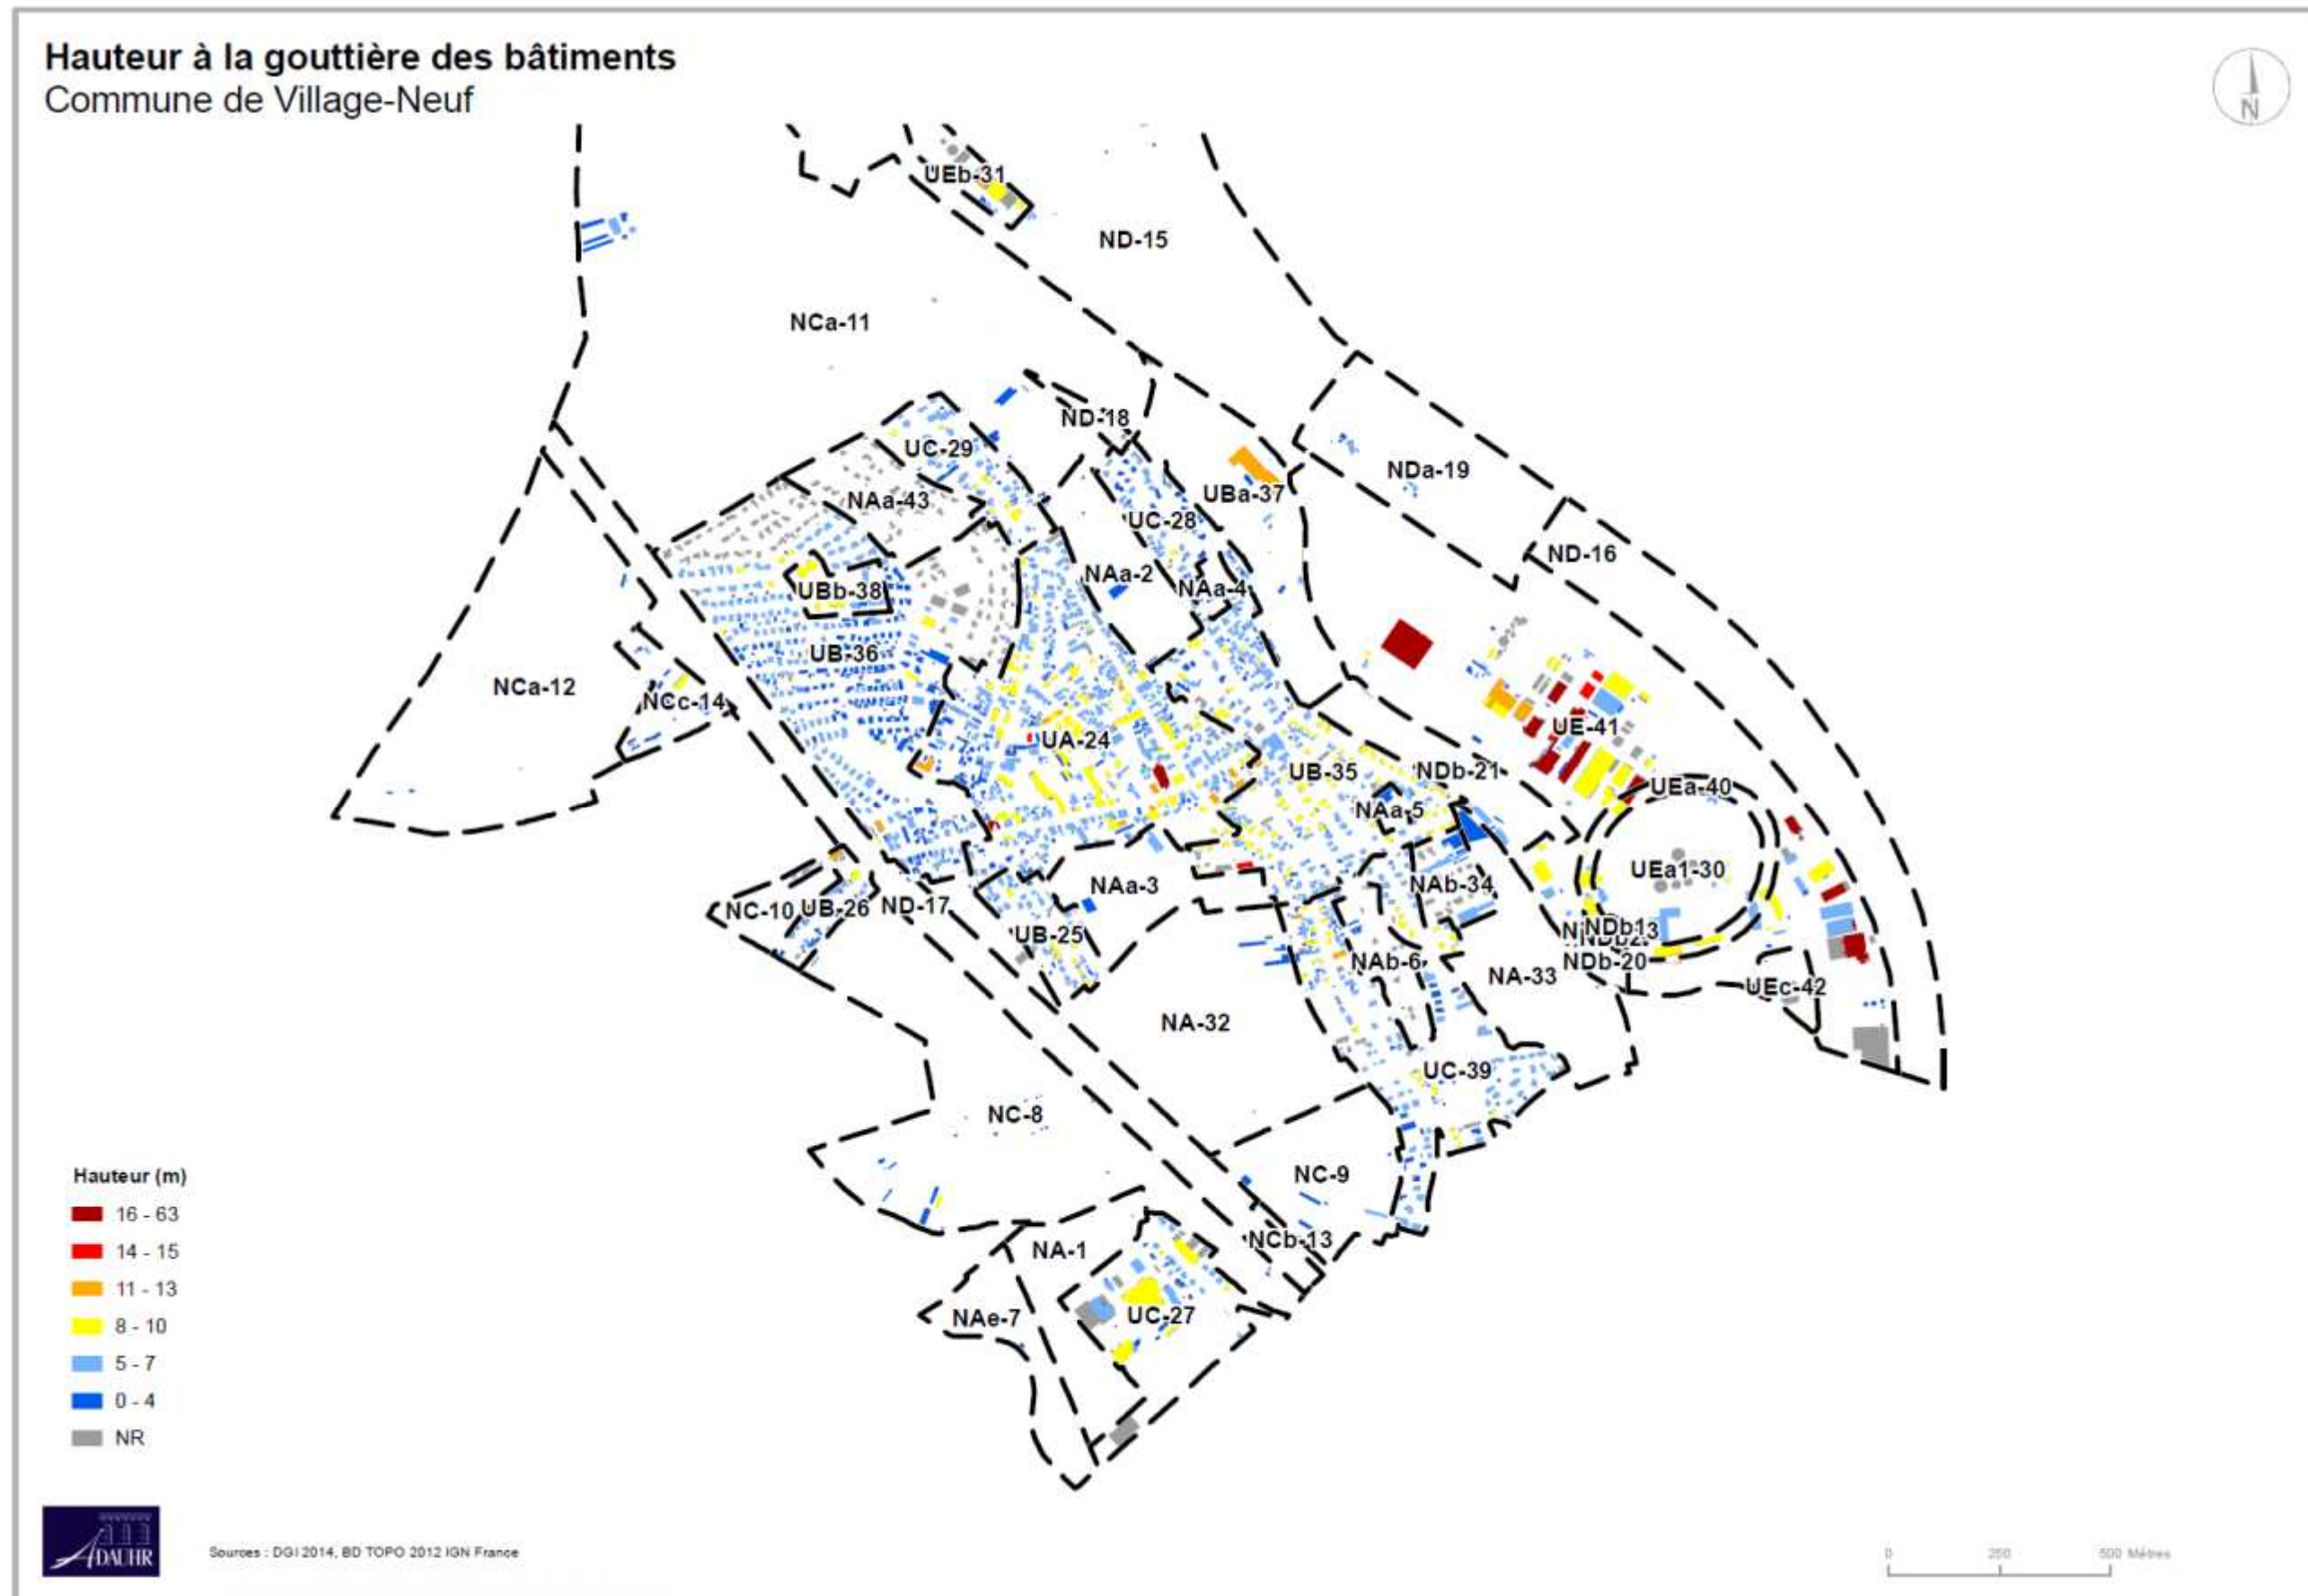 Hauteur à la gouttière des bâtiments
Commune de Village-Neuf
N
UEb-31
ND-15
NCa-11
ND-18
UC-29
NDa-19
UBa-37
NAa-43
UC-28
ND-16
NAa-2
NAa-4
UBb-38
UB-36
NCa-12
NCc-14
UE-41
UA-24
UB-35
NDb-21
UEa-40
NAa-5
UEa1-30
NAa-3
NAb-34
NC-10
UB-26
ND-17
NDb13
UB-25
NAb-6
NDb-20
NA-33
UEc-42
NA-32
UC-39
NC-8
NC-9
NCb-13
NA-1
UC-27
NAe-7
Hauteur (m)
16 - 63
14 - 15
11 - 13
8 - 10
5 - 7
0 - 4
NR
ADAUHR
Sources : DGI 2014, BD TOPO 2012 IGN France
0 250 500 Mètres